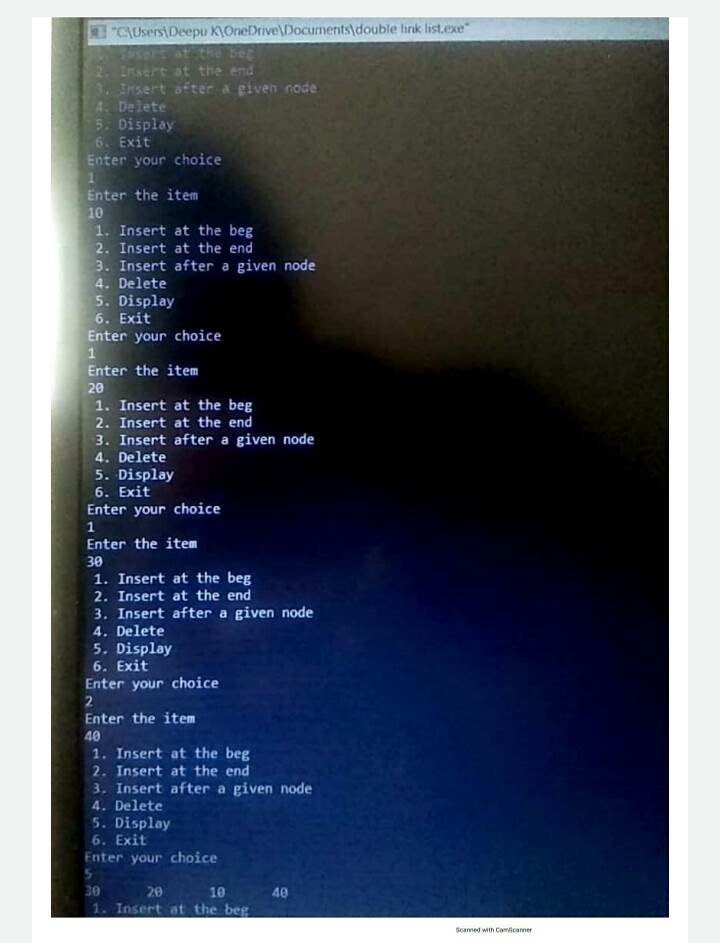 "C:\Users\Deepu K\OneDrive\Documents\double link list.exe"
1. Insert at the beg
2. Insert at the end
3. Insert after a given node
4. Delete
5. Display
6. Exit
Enter your choice
1
Enter the item
10
1. Insert at the beg
2. Insert at the end
3. Insert after a given node
4. Delete
5. Display
6. Exit
Enter your choice
1
Enter the item
20
1. Insert at the beg
2. Insert at the end
3. Insert after a given node
4. Delete
5. Display
6. Exit
Enter your choice
1
Enter the item
30
1. Insert at the beg
2. Insert at the end
3. Insert after a given node
4. Delete
5. Display
6. Exit
Enter your choice
2
Enter the item
40
1. Insert at the beg
2. Insert at the end
3. Insert after a given node
4. Delete
5. Display
6. Exit
Enter your choice
5
30 20 10 40
1. Insert at the beg
Scanned with CamScanner